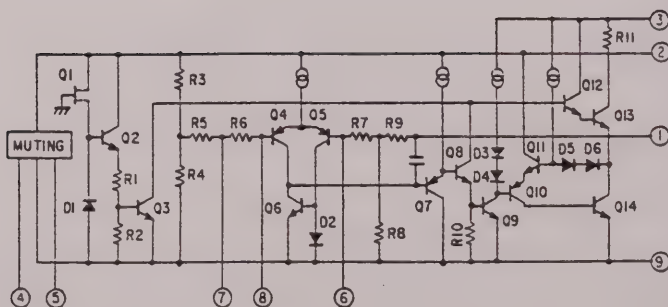 3
R11
2
Q1
R3
Q12
Q2
Q4
Q5
Q13
R5
R6
R7
R9
1
MUTING
Q8
D3
Q11
D5
D6
R1
R4
D4
Q10
D1
Q3
Q6
Q7
Q9
Q14
R2
D2
R8
R10
9
4
5
7
8
6